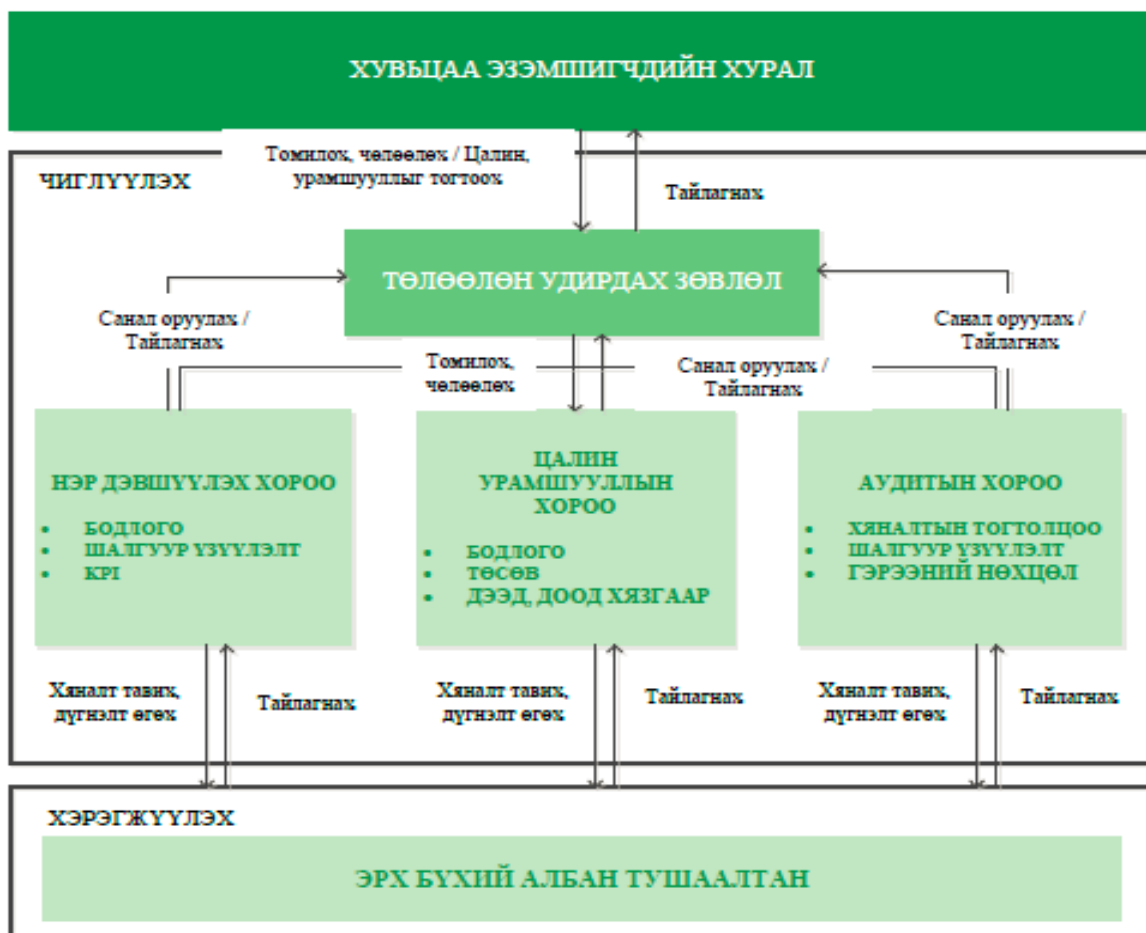 ХУВЬЦАА ЭЗЭМШИГЧДИЙН ХУРАЛ
Томилох, чөлөөлөх / Цалин,
урамшууллыг тогтоох
ЧИГЛҮҮЛЭХ
Тайлагнах
ТӨЛӨӨЛӨН УДИРДАХ ЗӨВЛӨЛ
Санал оруулах /
Тайлагнах
Санал оруулах /
Тайлагнах
Томилох,
чөлөөлөх
Санал оруулах /
Тайлагнах
НЭР ДЭВШҮҮЛЭХ ХОРОО
• БОДЛОГО
• ШАЛГУУР ҮЗҮҮЛЭЛТ
• KPI
ЦАЛИН
УРАМШУУЛЛЫН
ХОРОО
• БОДЛОГО
• ТӨСӨВ
• ДЭЭД, ДООД ХЯЗГААР
АУДИТЫН ХОРОО
• ХЯНАЛТЫН ТОГТОЛЦОО
• ШАЛГУУР ҮЗҮҮЛЭЛТ
• ГЭРЭЭНИЙ НӨХЦӨЛ
Хяналт тавих,
дүгнэлт өгөх
Тайлагнах
Хяналт тавих,
дүгнэлт өгөх
Тайлагнах
Хяналт тавих,
дүгнэлт өгөх
Тайлагнах
ХЭРЭГЖҮҮЛЭХ
ЭРХ БҮХИЙ АЛБАН ТУШААЛТАН